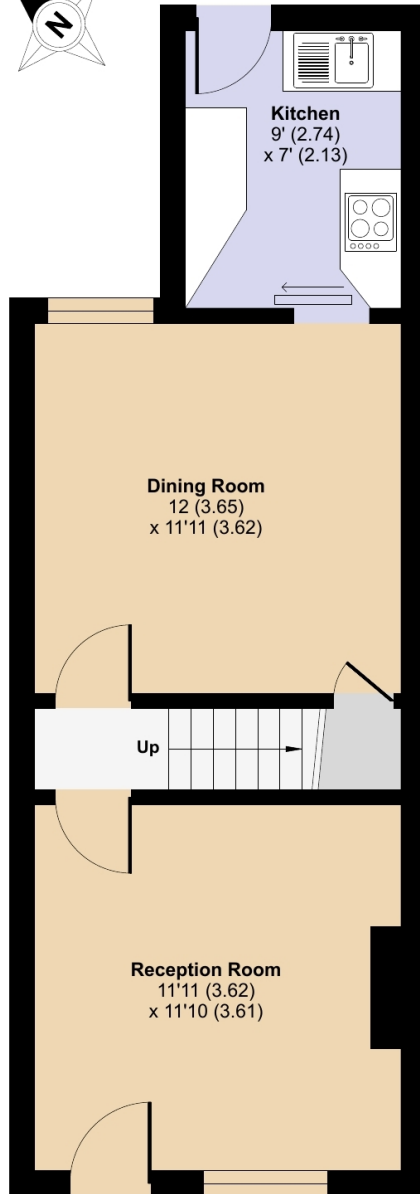 N
Kitchen
9' (2.74)
x 7' (2.13)
Dining Room
12 (3.65)
x 11'11 (3.62)
Up
Reception Room
11'11 (3.62)
x 11'10 (3.61)